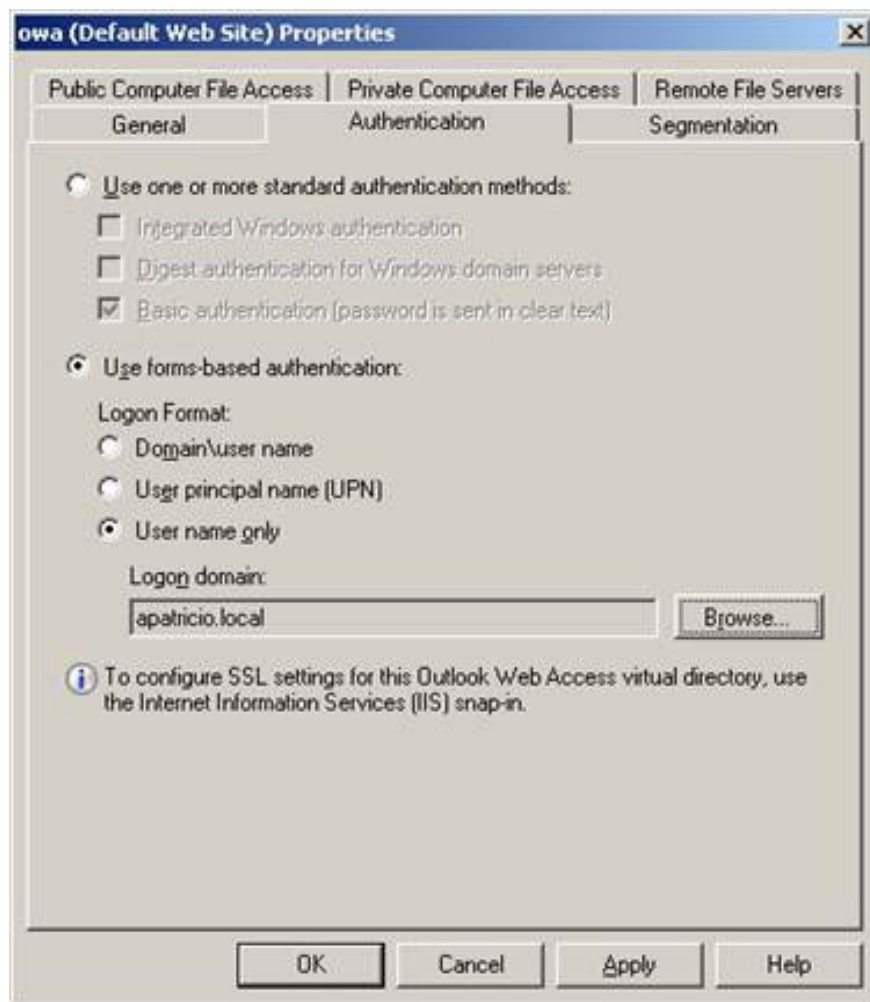 owa (Default Web Site) Properties
Public Computer File Access
Private Computer File Access
Remote File Servers
General
Authentication
Segmentation
Use one or more standard authentication methods:
Integrated Windows authentication
Digest authentication for Windows domain servers
Basic authentication (password is sent in clear text)
Use forms-based authentication:
Logon Format:
Domain\user name
User principal name (UPN)
User name only
Logon domain:
apatricio.local
Browse...
To configure SSL settings for this Outlook Web Access virtual directory, use
the Internet Information Services (IIS) snap-in.
OK
Cancel
Apply
Help